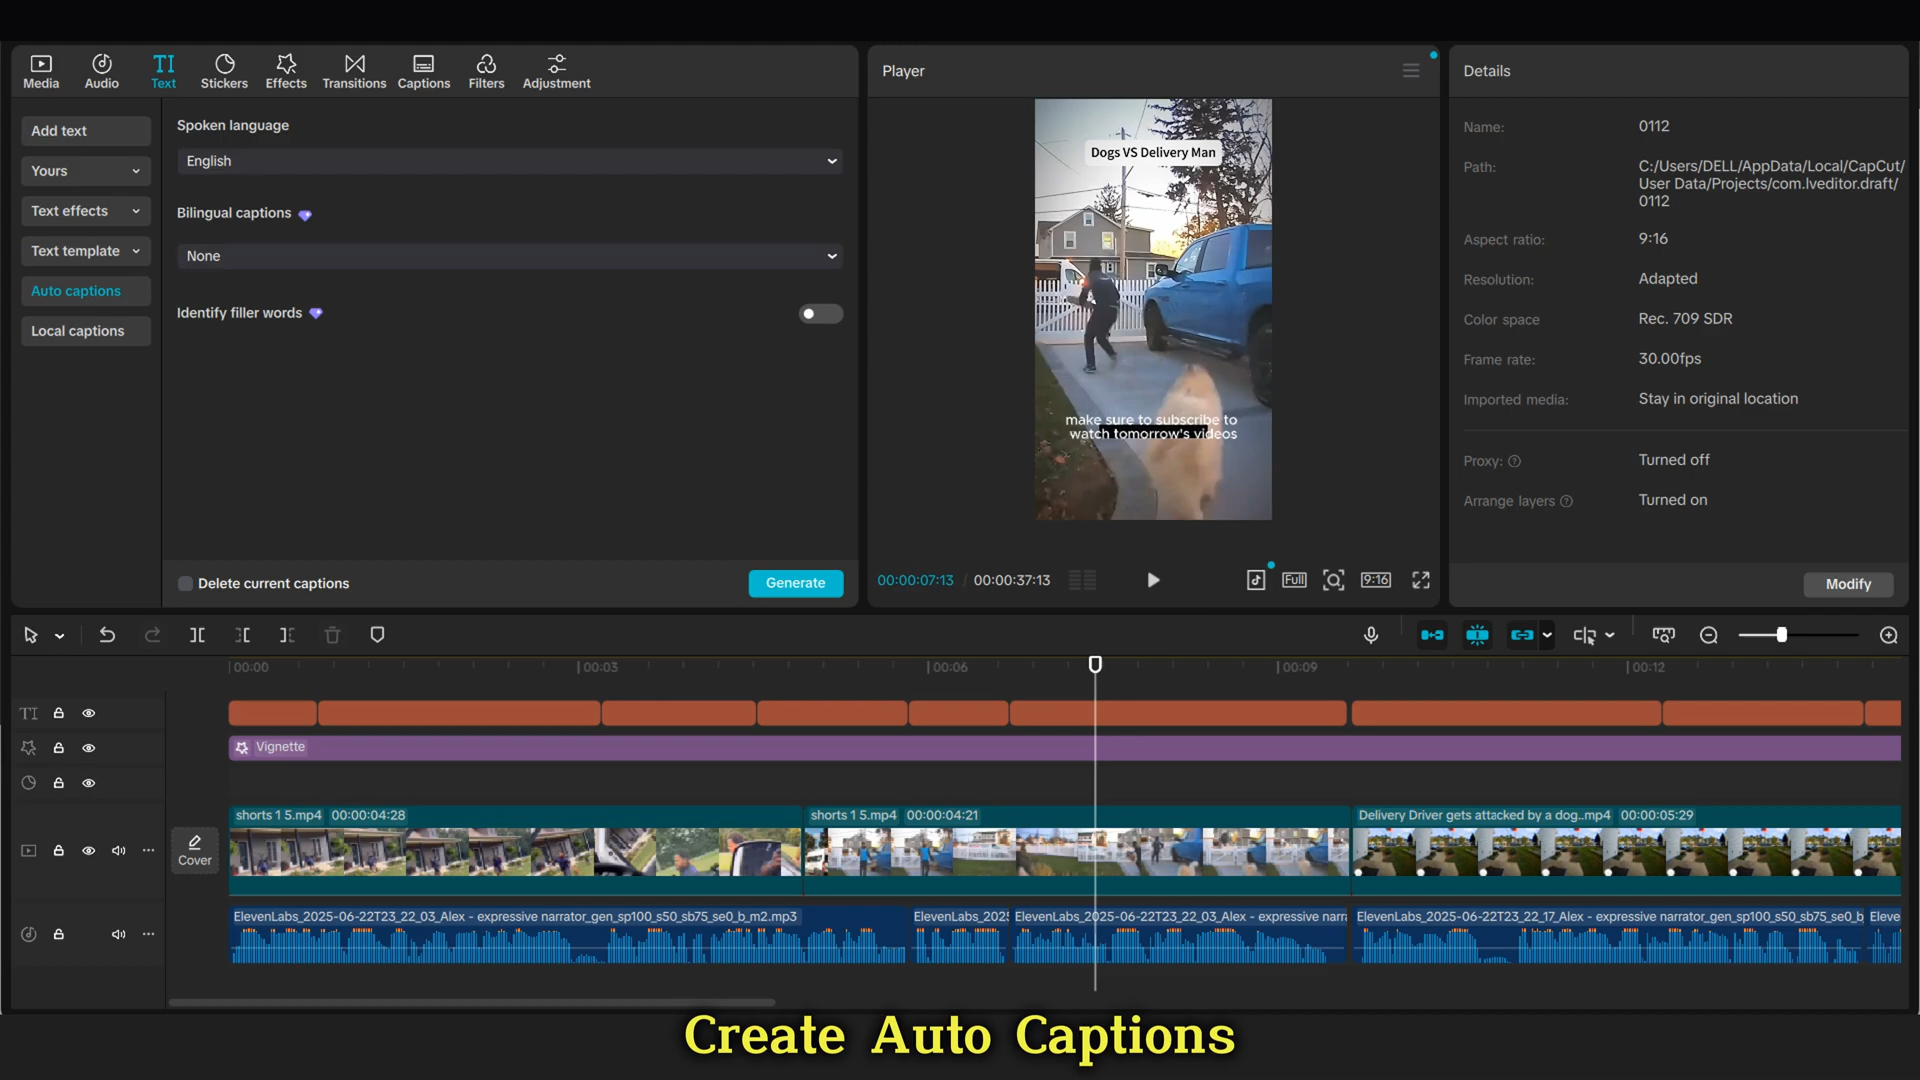 Media
Audio
Text
Stickers
Effects
Transitions
Captions
Filters
Adjustment
Add text
Yours
Text effects
Text template
Auto captions
Local captions
Spoken language
English
Bilingual captions
None
Identify filler words
Delete current captions
Generate
Player
Dogs VS Delivery Man
make sure to subscribe to
watch tomorrow's videos
00:00:07:13 / 00:00:37:13
Full
9:16
Details
Name: 0112
Path: C:/Users/DELL/AppData/Local/CapCut/
User Data/Projects/com.lveditor.draft/
0112
Aspect ratio: 9:16
Resolution: Adapted
Color space Rec. 709 SDR
Frame rate: 30.00fps
Imported media: Stay in original location
Proxy: Turned off
Arrange layers Turned on
Modify
00:00
00:03
00:06
00:09
00:12
TI
Vignette
Cover
shorts 1 5.mp4 00:00:04:28
shorts 1 5.mp4 00:00:04:21
Delivery Driver gets attacked by a dog..mp4 00:00:05:29
ElevenLabs_2025-06-22T23_22_03_Alex - expressive narrator_gen_sp100_s50_sb75_se0_b_m2.mp3
ElevenLabs_202
ElevenLabs_2025-06-22T23_22_03_Alex - expressive narra
ElevenLabs_2025-06-22T23_22_17_Alex - expressive narrator_gen_sp100_s50_sb75_se0_b
Eleve
Create Auto Captions